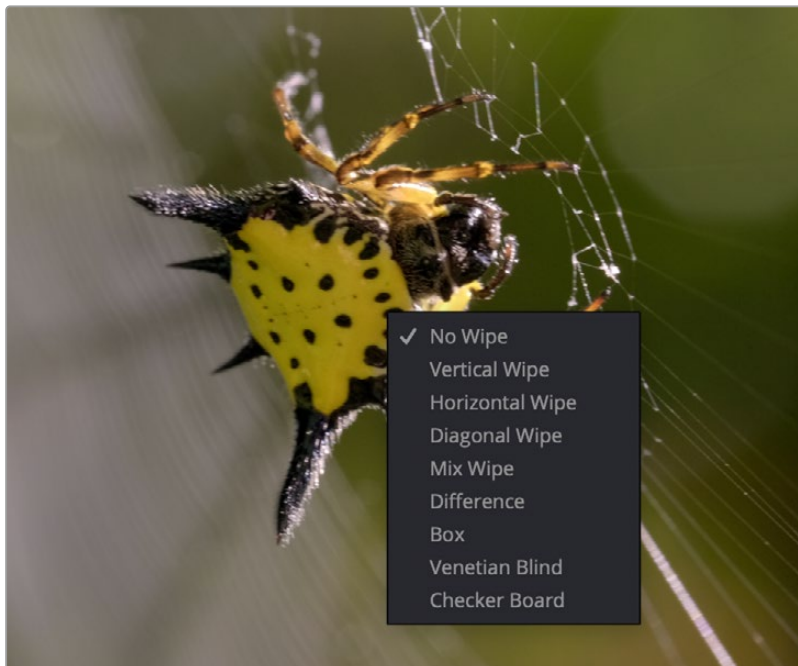 No Wipe
Vertical Wipe
Horizontal Wipe
Diagonal Wipe
Mix Wipe
Difference
Box
Venetian Blind
Checker Board